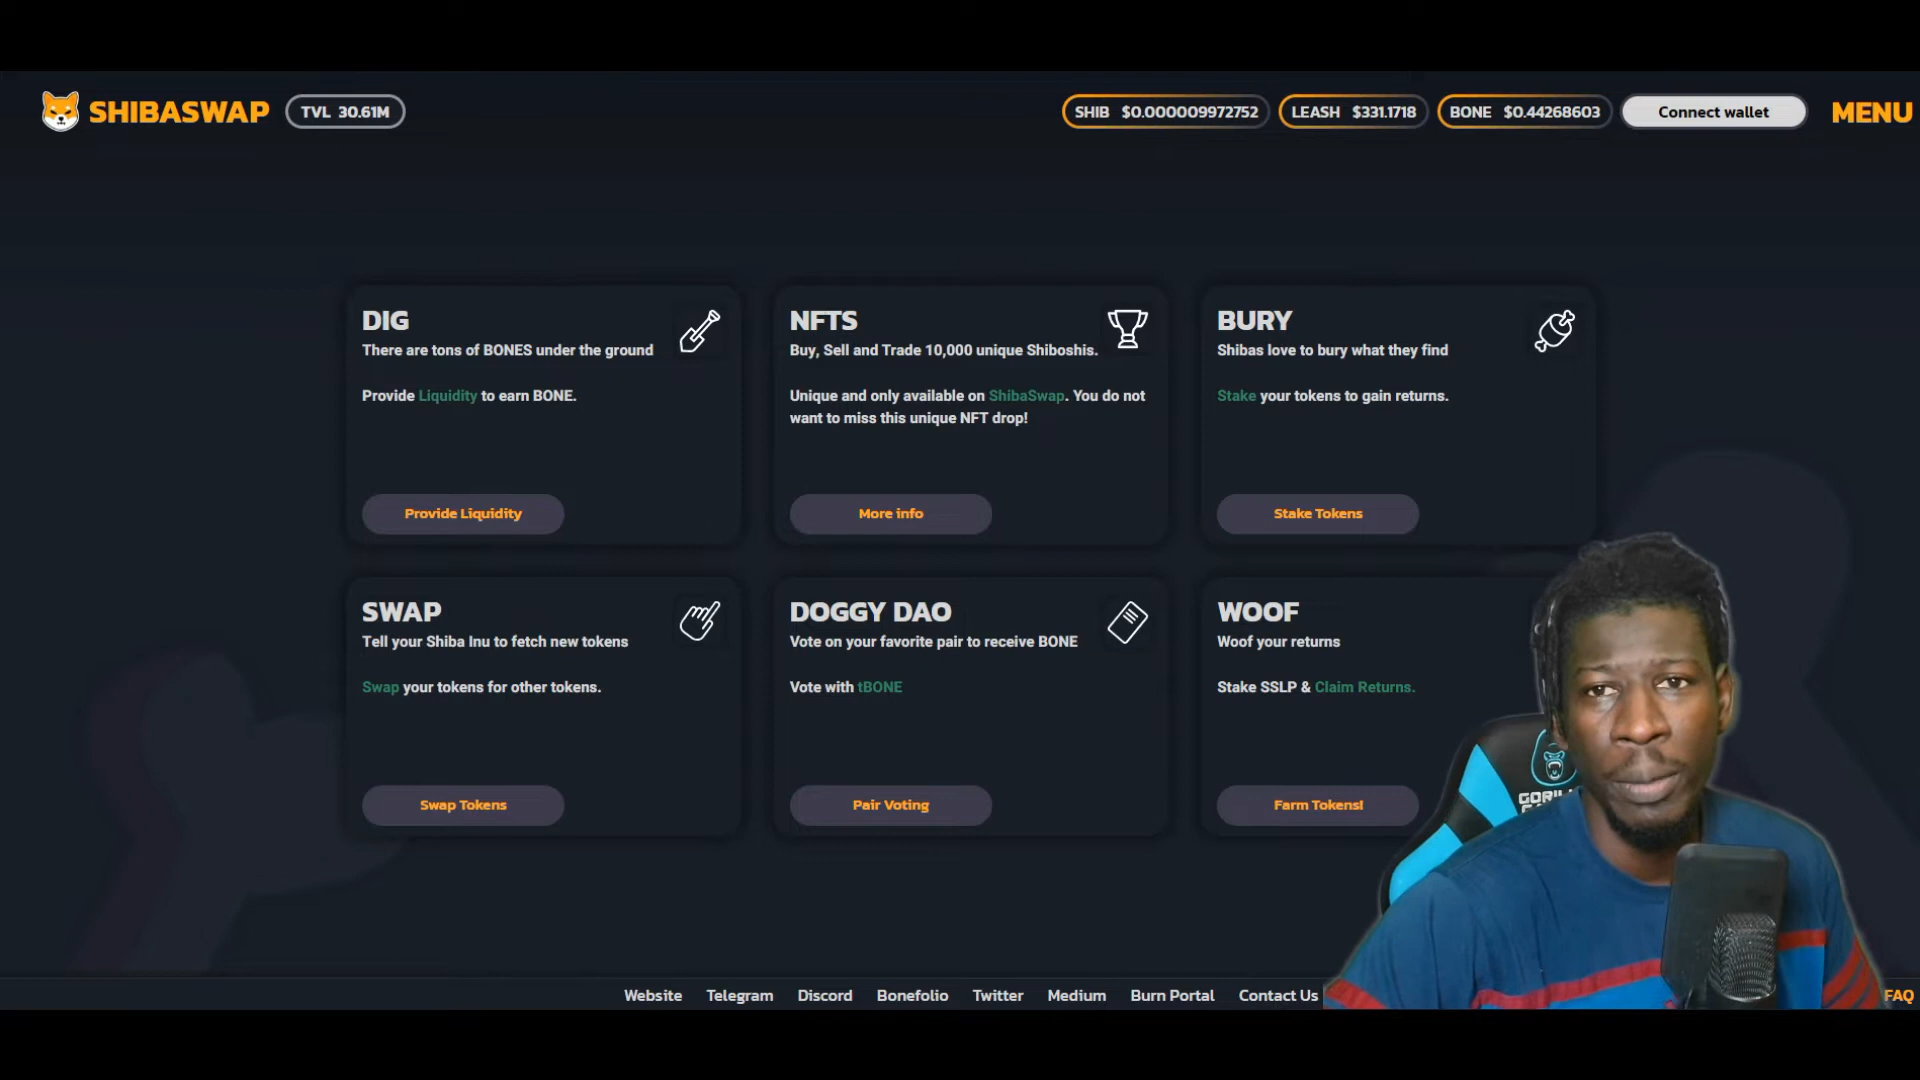 SHIBASWAP
TVL 30.61M
SHIB $0.000009972752
LEASH $331.1718
BONE $0.44268603
Connect wallet
MENU
DIG
There are tons of BONES under the ground
Provide Liquidity to earn BONE.
Provide Liquidity
NFTS
Buy, Sell and Trade 10,000 unique Shiboshis.
Unique and only available on ShibaSwap. You do not
want to miss this unique NFT drop!
More info
BURY
Shibas love to bury what they find
Stake your tokens to gain returns.
Stake Tokens
SWAP
Tell your Shiba Inu to fetch new tokens
Swap your tokens for other tokens.
Swap Tokens
DOGGY DAO
Vote on your favorite pair to receive BONE
Vote with tBONE
Pair Voting
WOOF
Woof your returns
Stake SSLP & Claim Returns.
Farm Tokens!
Website Telegram Discord Bonefolio Twitter Medium Burn Portal Contact Us
FAQ